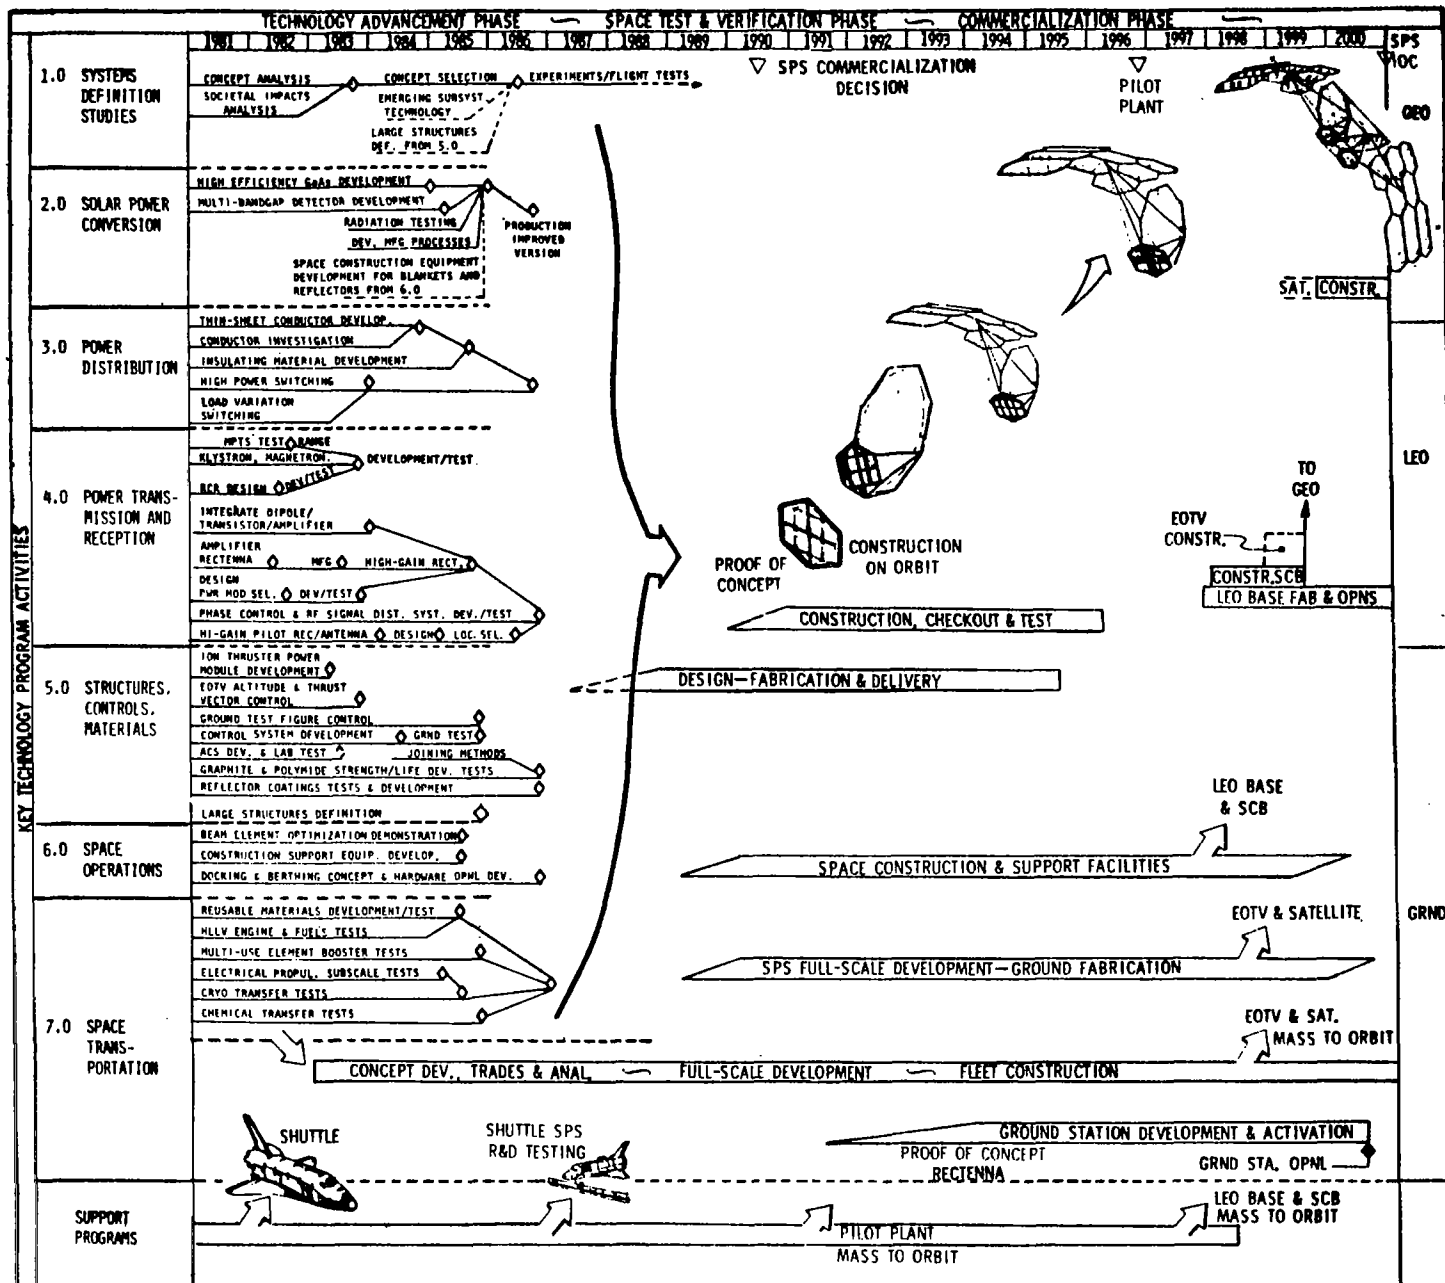 TECHNOLOGY ADVANCEMENT PHASE — SPACE TEST & VERIFICATION PHASE — COMMERCIALIZATION PHASE —
1981 1982 1983 1984 1985 1986 1987 1988 1989 1990 1991 1992 1993 1994 1995 1996 1997 1998 1999 2000 SPS
IOC
KEY TECHNOLOGY PROGRAM ACTIVITIES
1.0 SYSTEMS
DEFINITION
STUDIES
CONCEPT ANALYSIS
SOCIETAL IMPACTS
ANALYSIS
CONCEPT SELECTION
EXPERIMENTS/FLIGHT TESTS
EMERGING SUBSYST
TECHNOLOGY
LARGE STRUCTURES
DEF. FROM 5.0
SPS COMMERCIALIZATION
DECISION
PILOT
PLANT
GEO
2.0 SOLAR POWER
CONVERSION
HIGH EFFICIENCY GaAs DEVELOPMENT
MULTI-BANDGAP DETECTOR DEVELOPMENT
RADIATION TESTING
DEV. MFG PROCESSES
SPACE CONSTRUCTION EQUIPMENT
DEVELOPMENT FOR BLANKETS AND
REFLECTORS FROM 6.0
PRODUCTION
IMPROVED
VERSION
SAT. CONSTR.
3.0 POWER
DISTRIBUTION
THIN-SHEET CONDUCTOR DEVELOP.
CONDUCTOR INVESTIGATION
INSULATING MATERIAL DEVELOPMENT
HIGH POWER SWITCHING
LOAD VARIATION
SWITCHING
4.0 POWER TRANS-
MISSION AND
RECEPTION
MPTS TEST RANGE
KLYSTRON, MAGNETRON.
DEVELOPMENT/TEST
RCR DESIGN
DEV/TEST
INTEGRATE DIPOLE/
TRANSISTOR/AMPLIFIER
AMPLIFIER
RECTENNA
MFG
HIGH-GAIN RECT.
DESIGN
PWR MOD SEL.
DEV/TEST
PHASE CONTROL & RF SIGNAL DIST. SYST. DEV./TEST
HI-GAIN PILOT REC/ANTENNA
DESIGN
LOC. SEL.
LEO
TO
GEO
EOTV
CONSTR.
CONSTR. SCB
LEO BASE FAB & OPNS
PROOF OF
CONCEPT
CONSTRUCTION
ON ORBIT
CONSTRUCTION, CHECKOUT & TEST
5.0 STRUCTURES,
CONTROLS,
MATERIALS
ION THRUSTER POWER
MODULE DEVELOPMENT
EOTV ALTITUDE & THRUST
VECTOR CONTROL
GROUND TEST FIGURE CONTROL
CONTROL SYSTEM DEVELOPMENT
GRND TEST
ACS DEV. & LAB TEST
JOINING METHODS
GRAPHITE & POLYMIDE STRENGTH/LIFE DEV. TESTS
REFLECTOR COATINGS TESTS & DEVELOPMENT
LARGE STRUCTURES DEFINITION
DESIGN—FABRICATION & DELIVERY
LEO BASE
& SCB
6.0 SPACE
OPERATIONS
BEAM ELEMENT OPTIMIZATION DEMONSTRATION
CONSTRUCTION SUPPORT EQUIP. DEVELOP.
DOCKING & BERTHING CONCEPT & HARDWARE OPNL DEV.
SPACE CONSTRUCTION & SUPPORT FACILITIES
7.0 SPACE
TRANS-
PORTATION
REUSABLE MATERIALS DEVELOPMENT/TEST
HLLV ENGINE & FUELS TESTS
MULTI-USE ELEMENT BOOSTER TESTS
ELECTRICAL PROPUL. SUBSCALE TESTS
CRYO TRANSFER TESTS
CHEMICAL TRANSFER TESTS
EOTV & SATELLITE
GRND
SPS FULL-SCALE DEVELOPMENT—GROUND FABRICATION
EOTV & SAT.
MASS TO ORBIT
CONCEPT DEV., TRADES & ANAL. — FULL-SCALE DEVELOPMENT — FLEET CONSTRUCTION
SHUTTLE
SHUTTLE SPS
R&D TESTING
GROUND STATION DEVELOPMENT & ACTIVATION
PROOF OF CONCEPT
RECTENNA
GRND STA. OPNL
SUPPORT
PROGRAMS
LEO BASE & SCB
MASS TO ORBIT
PILOT PLANT
MASS TO ORBIT